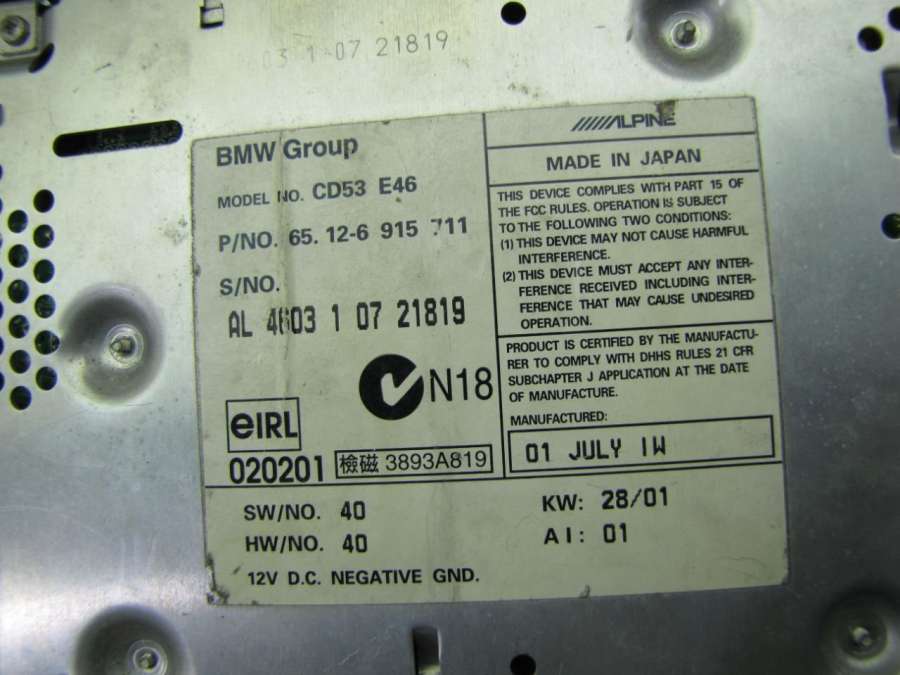 03 1-07 21819
BMW Group
MODEL NO. CD53 E46
P/NO. 65.12-6 915 711
S/NO.
AL 4603 1 07 21819
N18
eIRL
020201 檢磁 3893A819
ALPINE
MADE IN JAPAN
THIS DEVICE COMPLIES WITH PART 15 OF
THE FCC RULES. OPERATION IS SUBJECT
TO THE FOLLOWING TWO CONDITIONS:
(1) THIS DEVICE MAY NOT CAUSE HARMFUL
INTERFERENCE.
(2) THIS DEVICE MUST ACCEPT ANY INTER-
FERENCE RECEIVED INCLUDING INTER-
FERENCE THAT MAY CAUSE UNDESIRED
OPERATION.
PRODUCT IS CERTIFIED BY THE MANUFACTU-
RER TO COMPLY WITH DHHS RULES 21 CFR
SUBCHAPTER J APPLICATION AT THE DATE
OF MANUFACTURE.
MANUFACTURED:
01 JULY 1W
SW/NO. 40
HW/NO. 40
12V D.C. NEGATIVE GND.
KW: 28/01
AI: 01